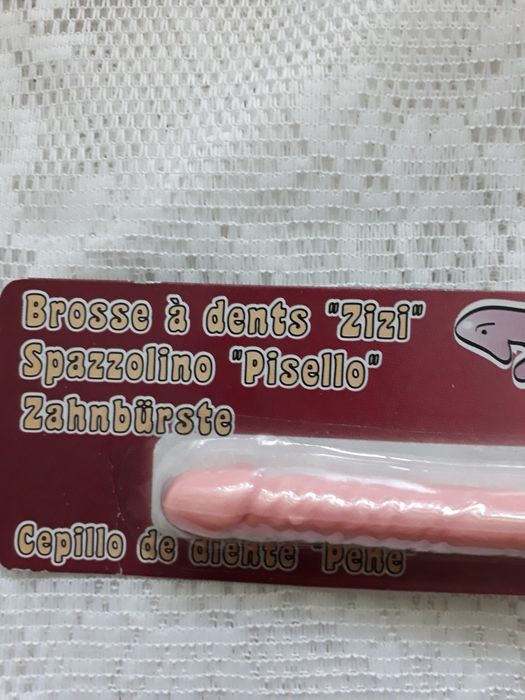 Brosse à dents "Zizi"
Spazzolino "Pisello"
Zahnbürste
Cepillo de diente "Pene"